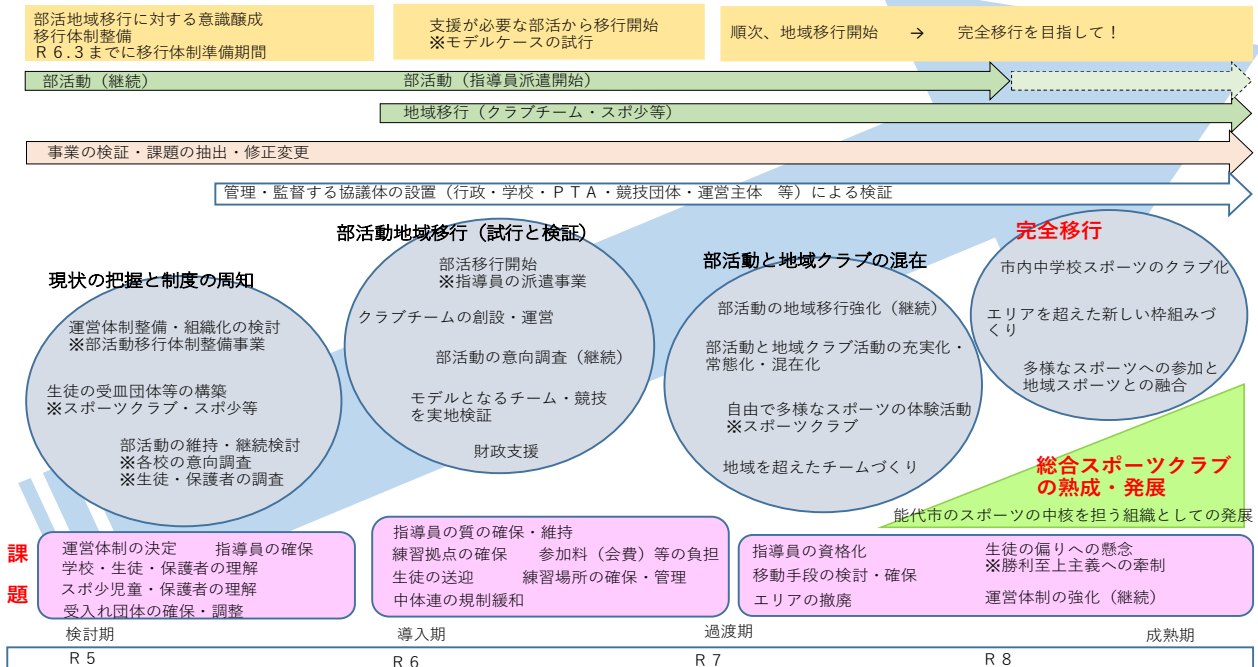 部活地域移行に対する意識醸成
移行体制整備
Ｒ６.３までに移行体制準備期間
支援が必要な部活から移行開始
※モデルケースの試行
順次、地域移行開始　→　完全移行を目指して！
部活動（継続）
部活動（指導員派遣開始）
地域移行（クラブチーム・スポ少等）
事業の検証・課題の抽出・修正変更
管理・監督する協議体の設置（行政・学校・ＰＴＡ・競技団体・運営主体　等）による検証
現状の把握と制度の周知
運営体制整備・組織化の検討
※部活動移行体制整備事業
生徒の受皿団体等の構築
※スポーツクラブ・スポ少等
部活動の維持・継続検討
※各校の意向調査
※生徒・保護者の調査
部活動地域移行（試行と検証）
部活移行開始
※指導員の派遣事業
クラブチームの創設・運営
部活動の意向調査（継続）
モデルとなるチーム・競技
を実地検証
財政支援
部活動と地域クラブの混在
部活動の地域移行強化（継続）
部活動と地域クラブ活動の充実化・
常態化・混在化
自由で多様なスポーツの体験活動
※スポーツクラブ
地域を超えたチームづくり
完全移行
市内中学校スポーツのクラブ化
エリアを超えた新しい枠組みづ
くり
多様なスポーツへの参加と
地域スポーツとの融合
総合スポーツクラブ
の熟成・発展
能代市のスポーツの中核を担う組織としての発展
課
題
運営体制の決定　指導員の確保
学校・生徒・保護者の理解
スポ少児童・保護者の理解
受入れ団体の確保・調整
指導員の質の確保・維持
練習拠点の確保　参加料（会費）等の負担
生徒の送迎　練習場所の確保・管理
中体連の規制緩和
指導員の資格化
移動手段の検討・確保
エリアの撤廃
生徒の偏りへの懸念
※勝利至上主義への牽制
運営体制の強化（継続）
検討期
導入期
過渡期
成熟期
Ｒ５
Ｒ６
Ｒ７
Ｒ８